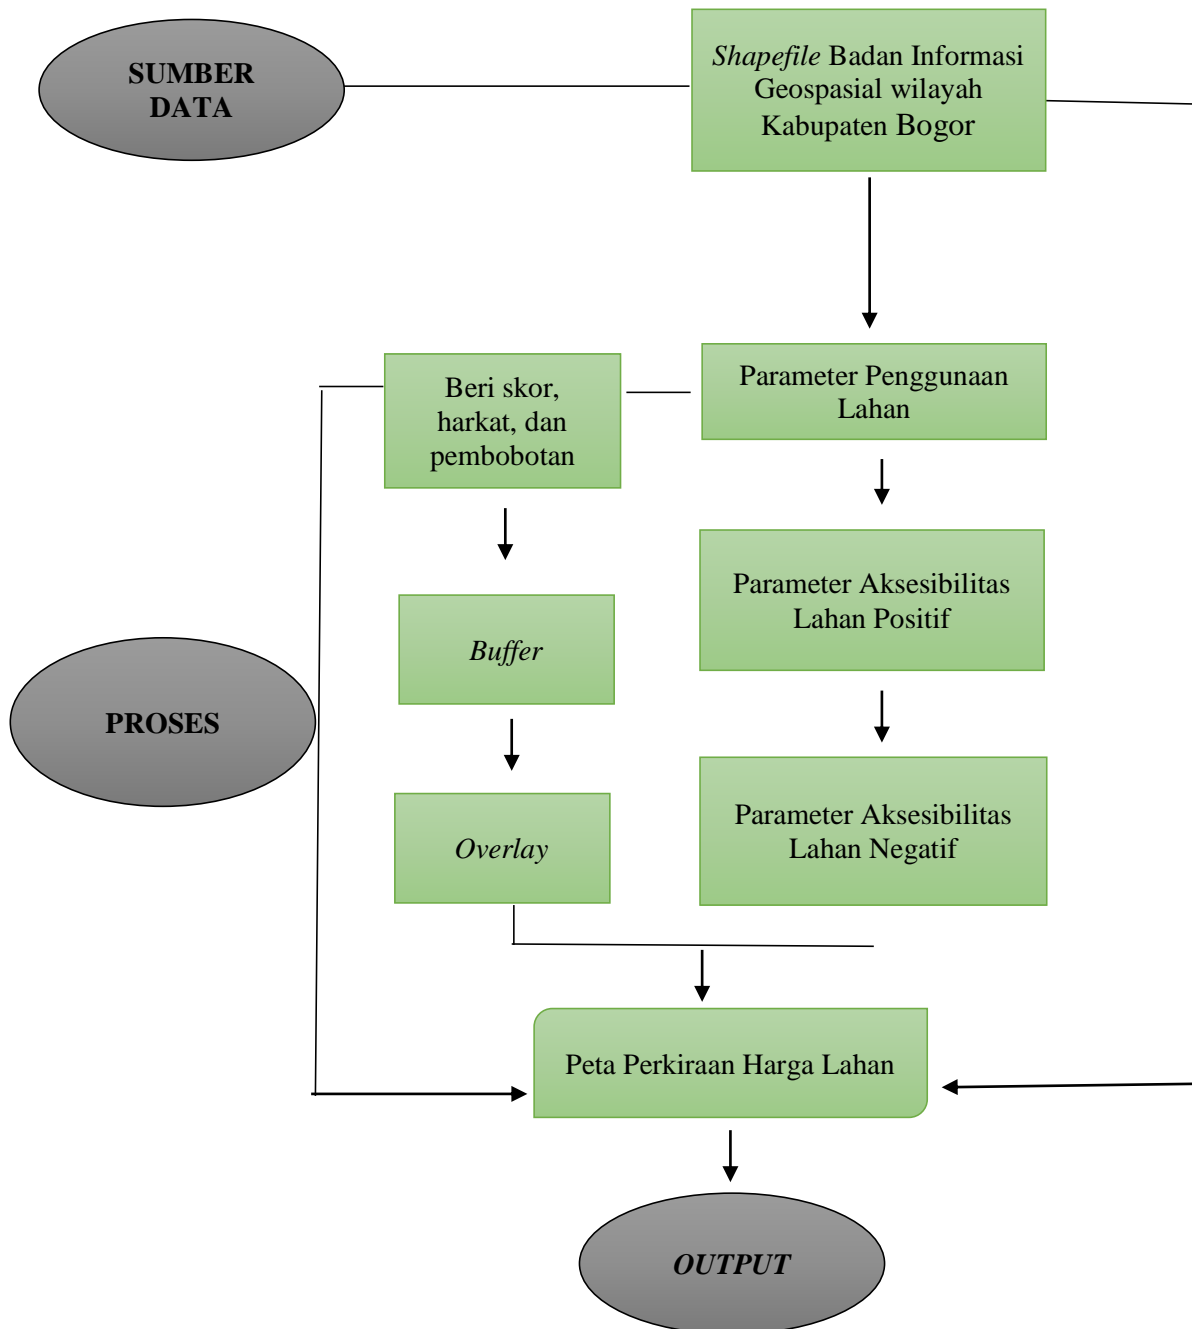 SUMBER
DATA
Shapefile Badan Informasi
Geospasial wilayah
Kabupaten Bogor
Beri skor,
harkat, dan
pembobotan
Parameter Penggunaan
Lahan
Parameter Aksesibilitas
Lahan Positif
Buffer
PROSES
Parameter Aksesibilitas
Lahan Negatif
Overlay
Peta Perkiraan Harga Lahan
OUTPUT